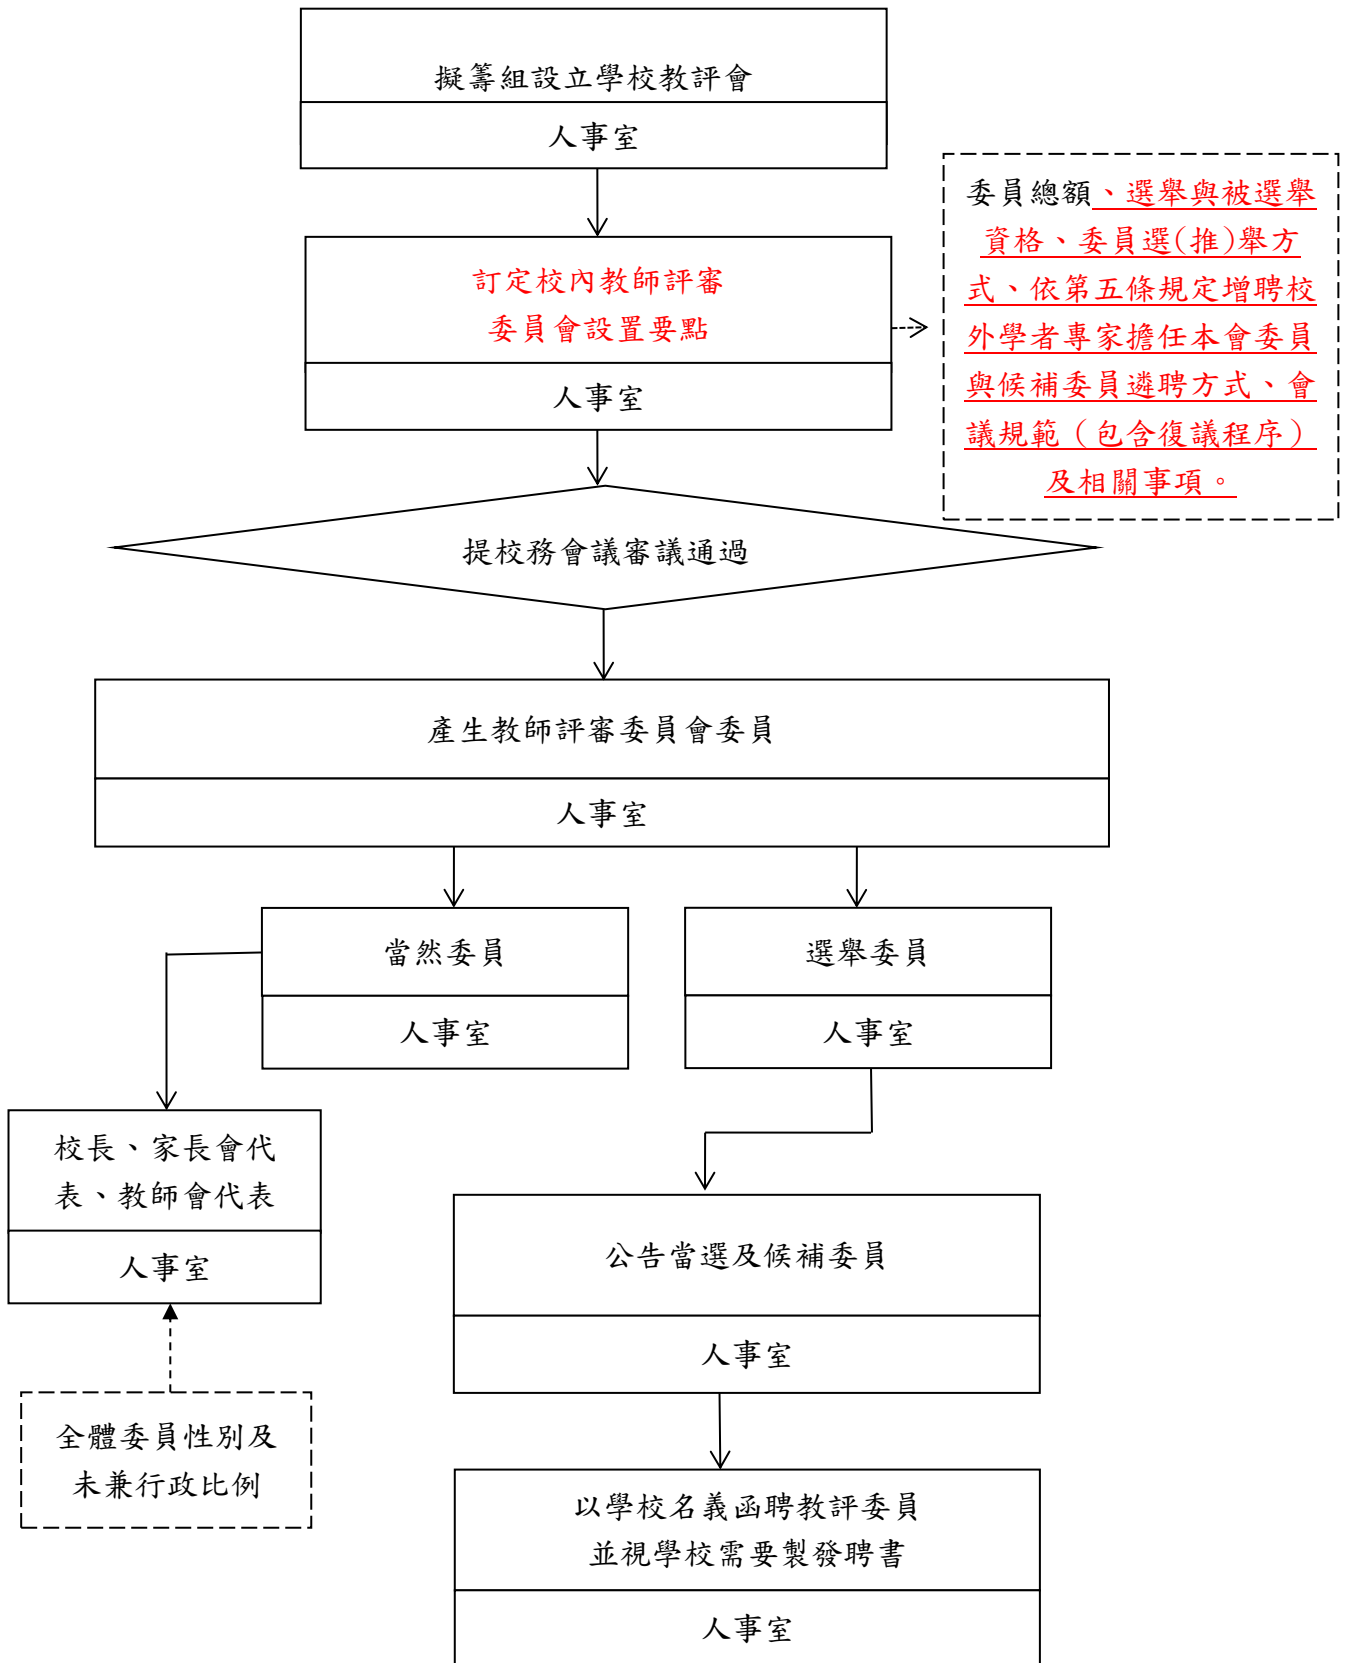 擬籌組設立學校教評會
人事室
訂定校內教師評審
委員會設置要點
人事室
委員總額、選舉與被選舉
資格、委員選(推)舉方
式、依第五條規定增聘校
外學者專家擔任本會委員
與候補委員遴聘方式、會
議規範（包含復議程序）
及相關事項。
提校務會議審議通過
產生教師評審委員會委員
人事室
當然委員
人事室
選舉委員
人事室
校長、家長會代
表、教師會代表
人事室
全體委員性別及
未兼行政比例
公告當選及候補委員
人事室
以學校名義函聘教評委員
並視學校需要製發聘書
人事室